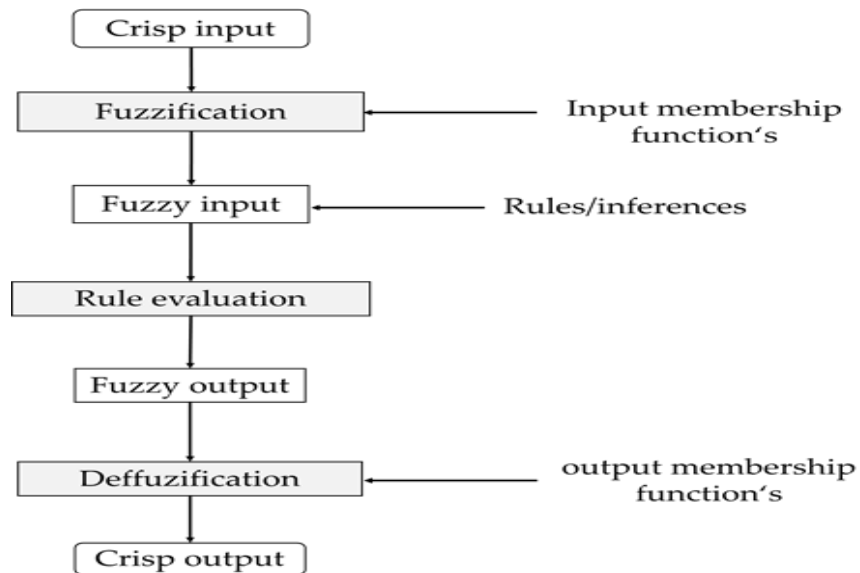 Crisp input
Fuzzification
Input membership
function‘s
Fuzzy input
Rules/inferences
Rule evaluation
Fuzzy output
Deffuzification
output membership
function‘s
Crisp output